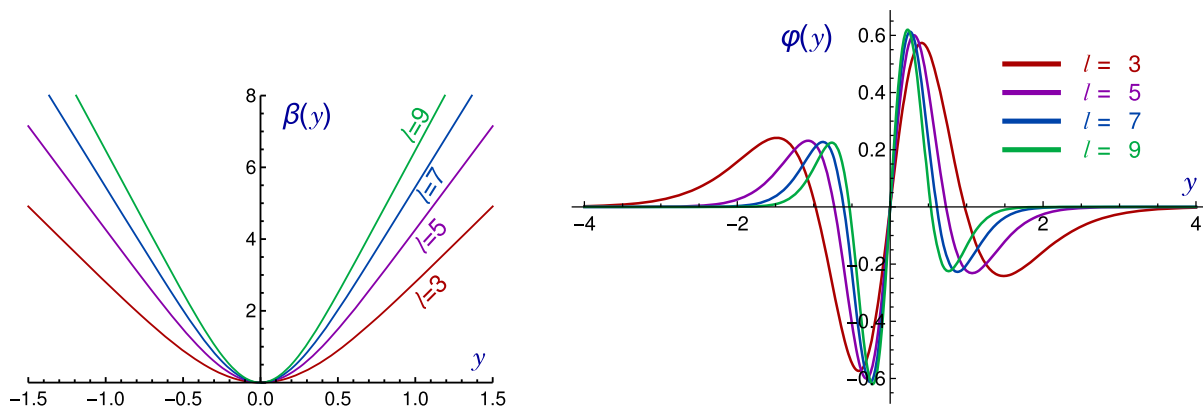 β(y)
8
6
4
2
l=9
l=7
l=5
l=3
y
−1.5 −1.0 −0.5 0.0 0.5 1.0 1.5
φ(y)
0.6
0.4
0.2
−0.2
−0.4
−0.6
l = 3
l = 5
l = 7
l = 9
y
−4 −2 2 4